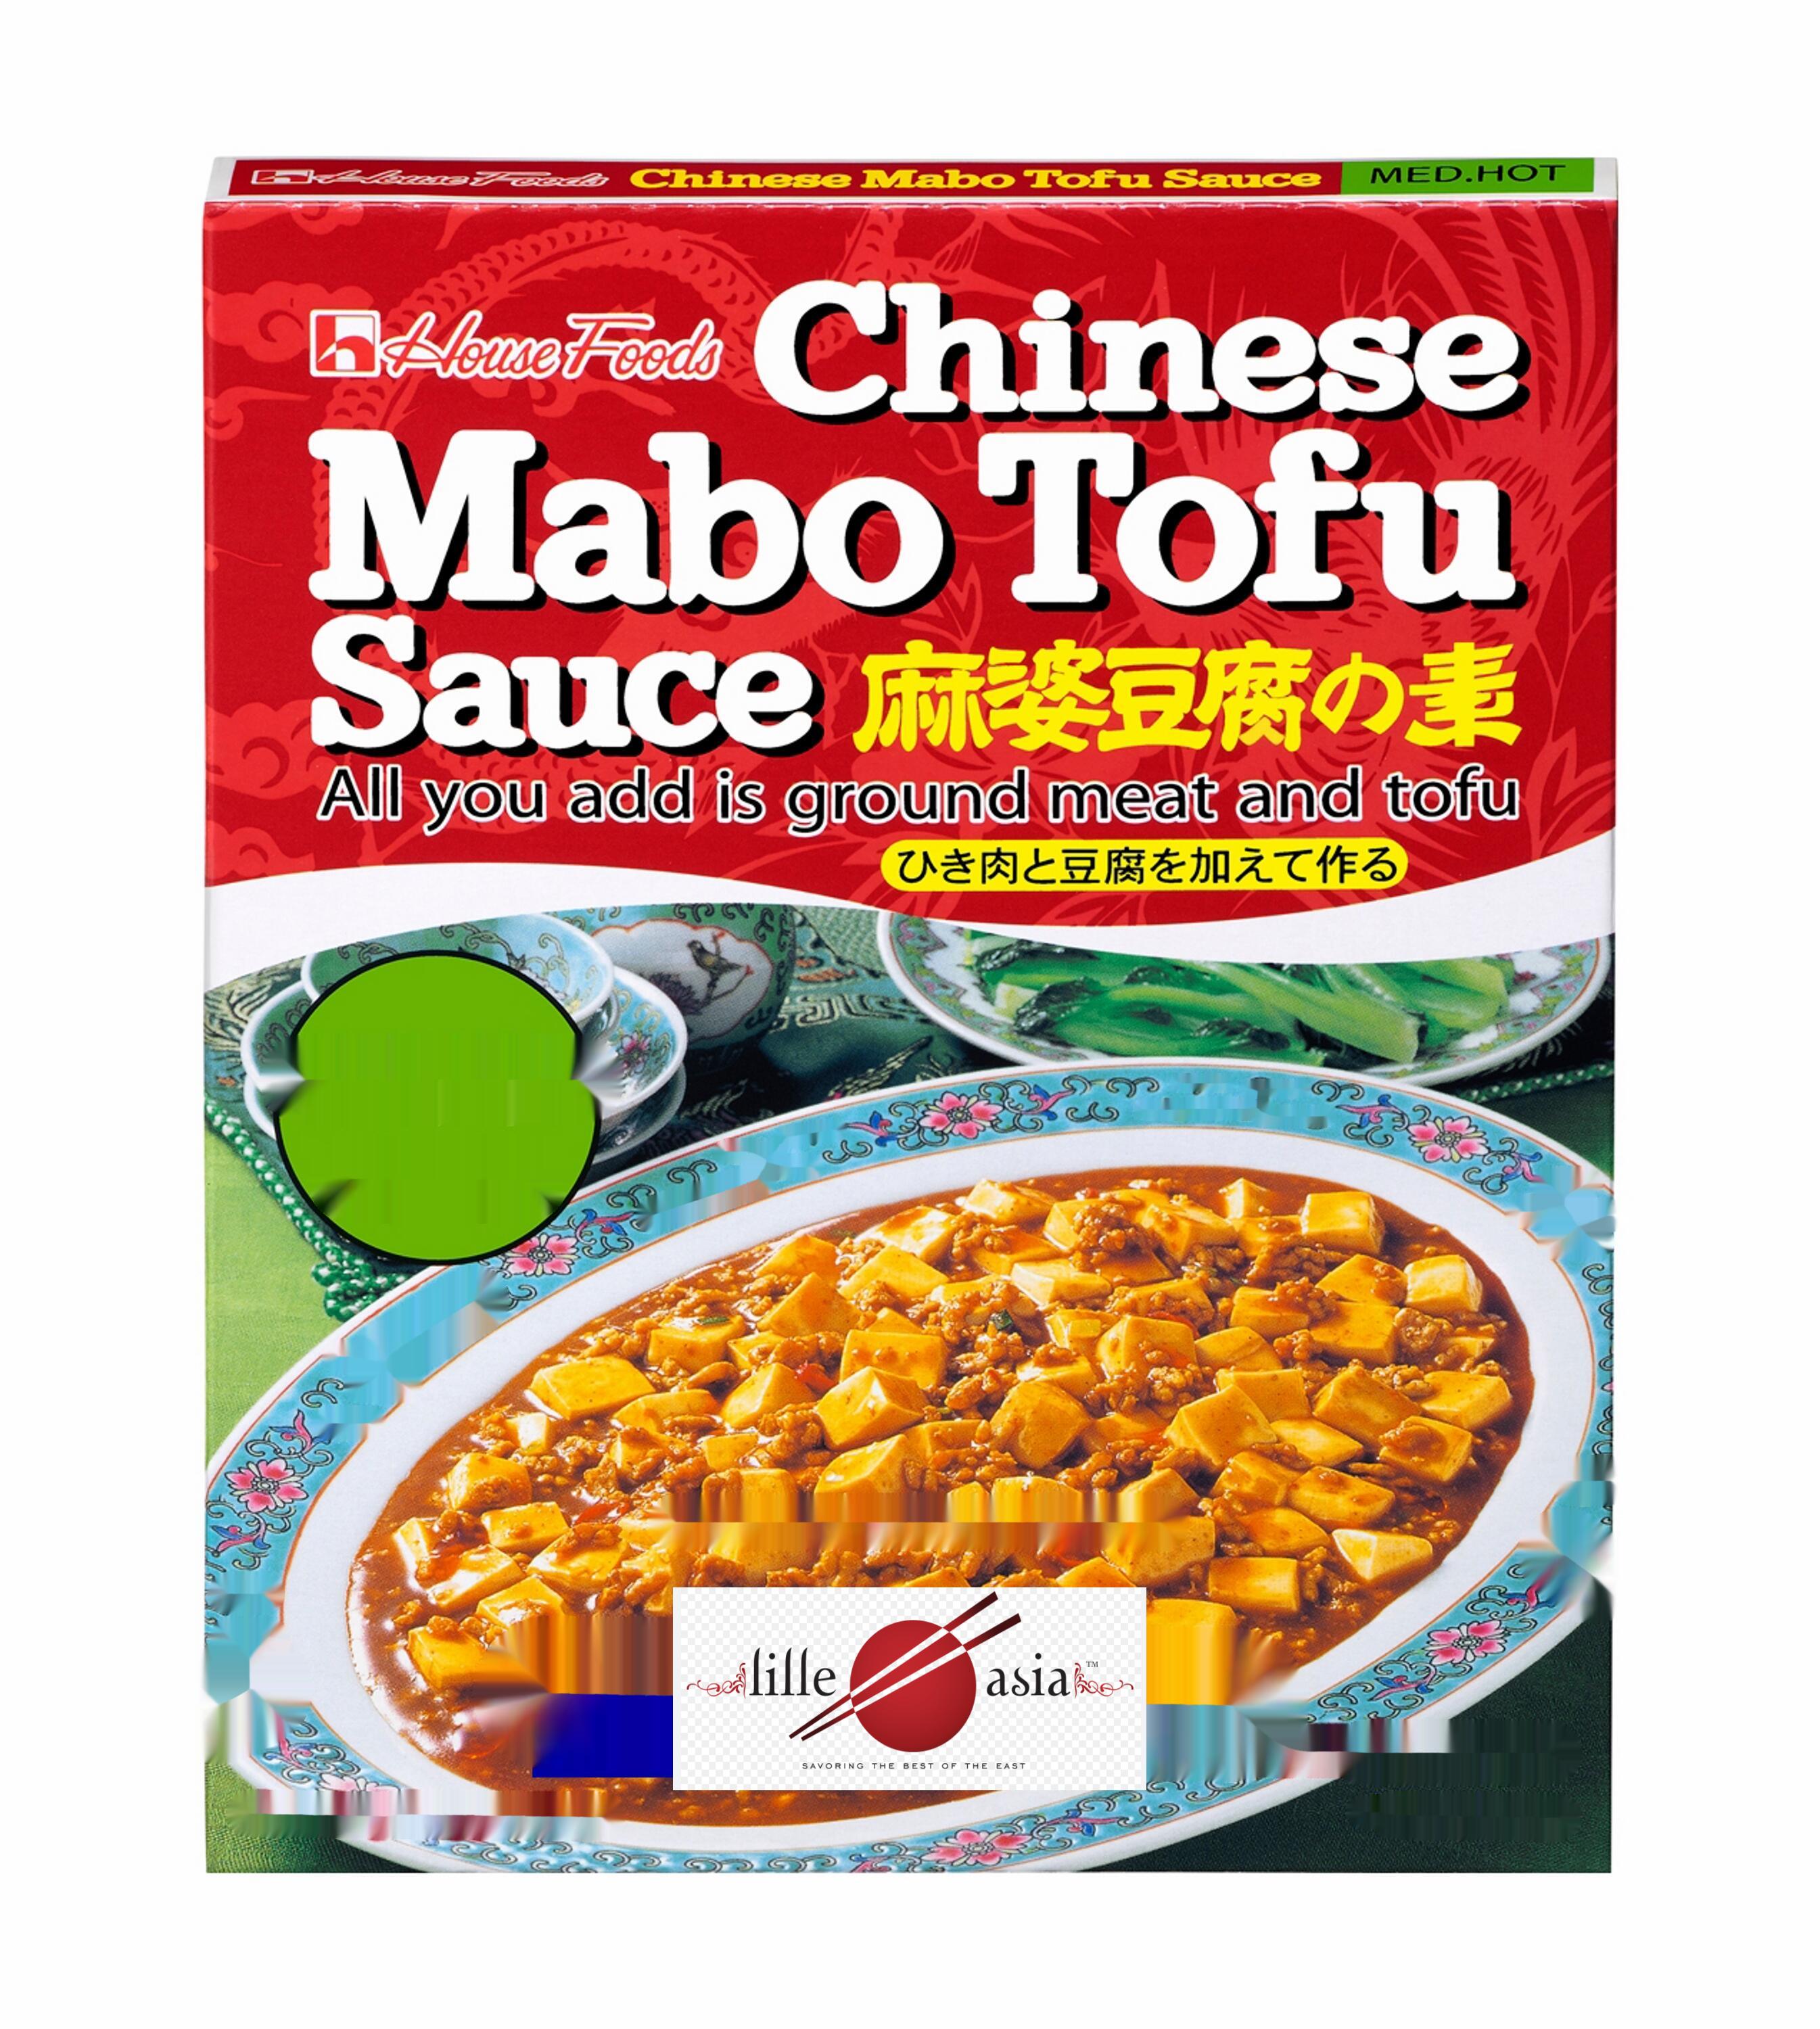 House Foods Chinese Mabo Tofu Sauce MED.HOT
House Foods Chinese
Mabo Tofu
Sauce 麻婆豆腐の素
All you add is ground meat and tofu
ひき肉と豆腐を加えて作る
lille asia TM
SAVORING THE BEST OF THE EAST